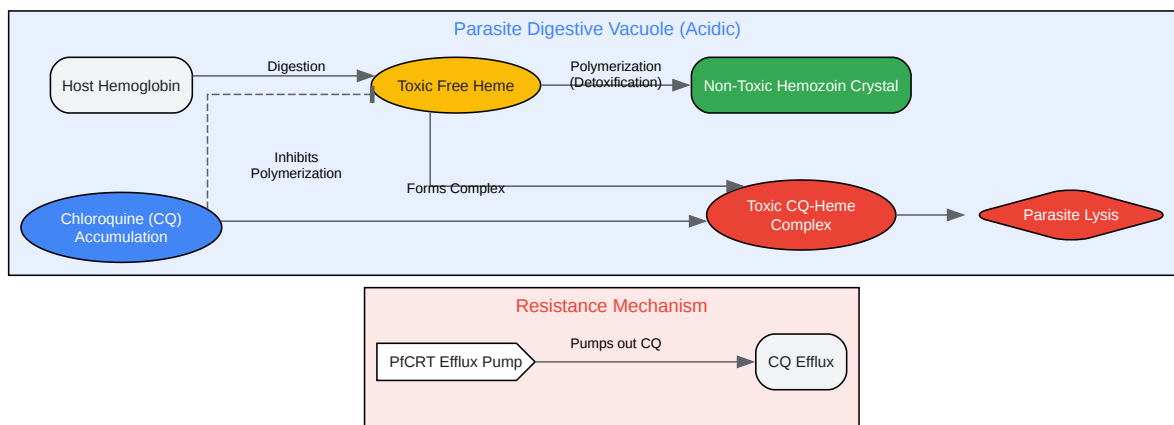 Parasite Digestive Vacuole (Acidic)
Host Hemoglobin
Digestion
Toxic Free Heme
Polymerization
(Detoxification)
Non-Toxic Hemozoin Crystal
Inhibits
Polymerization
Forms Complex
Chloroquine (CQ)
Accumulation
Toxic CQ-Heme
Complex
Parasite Lysis
Resistance Mechanism
PfCRT Efflux Pump
Pumps out CQ
CQ Efflux